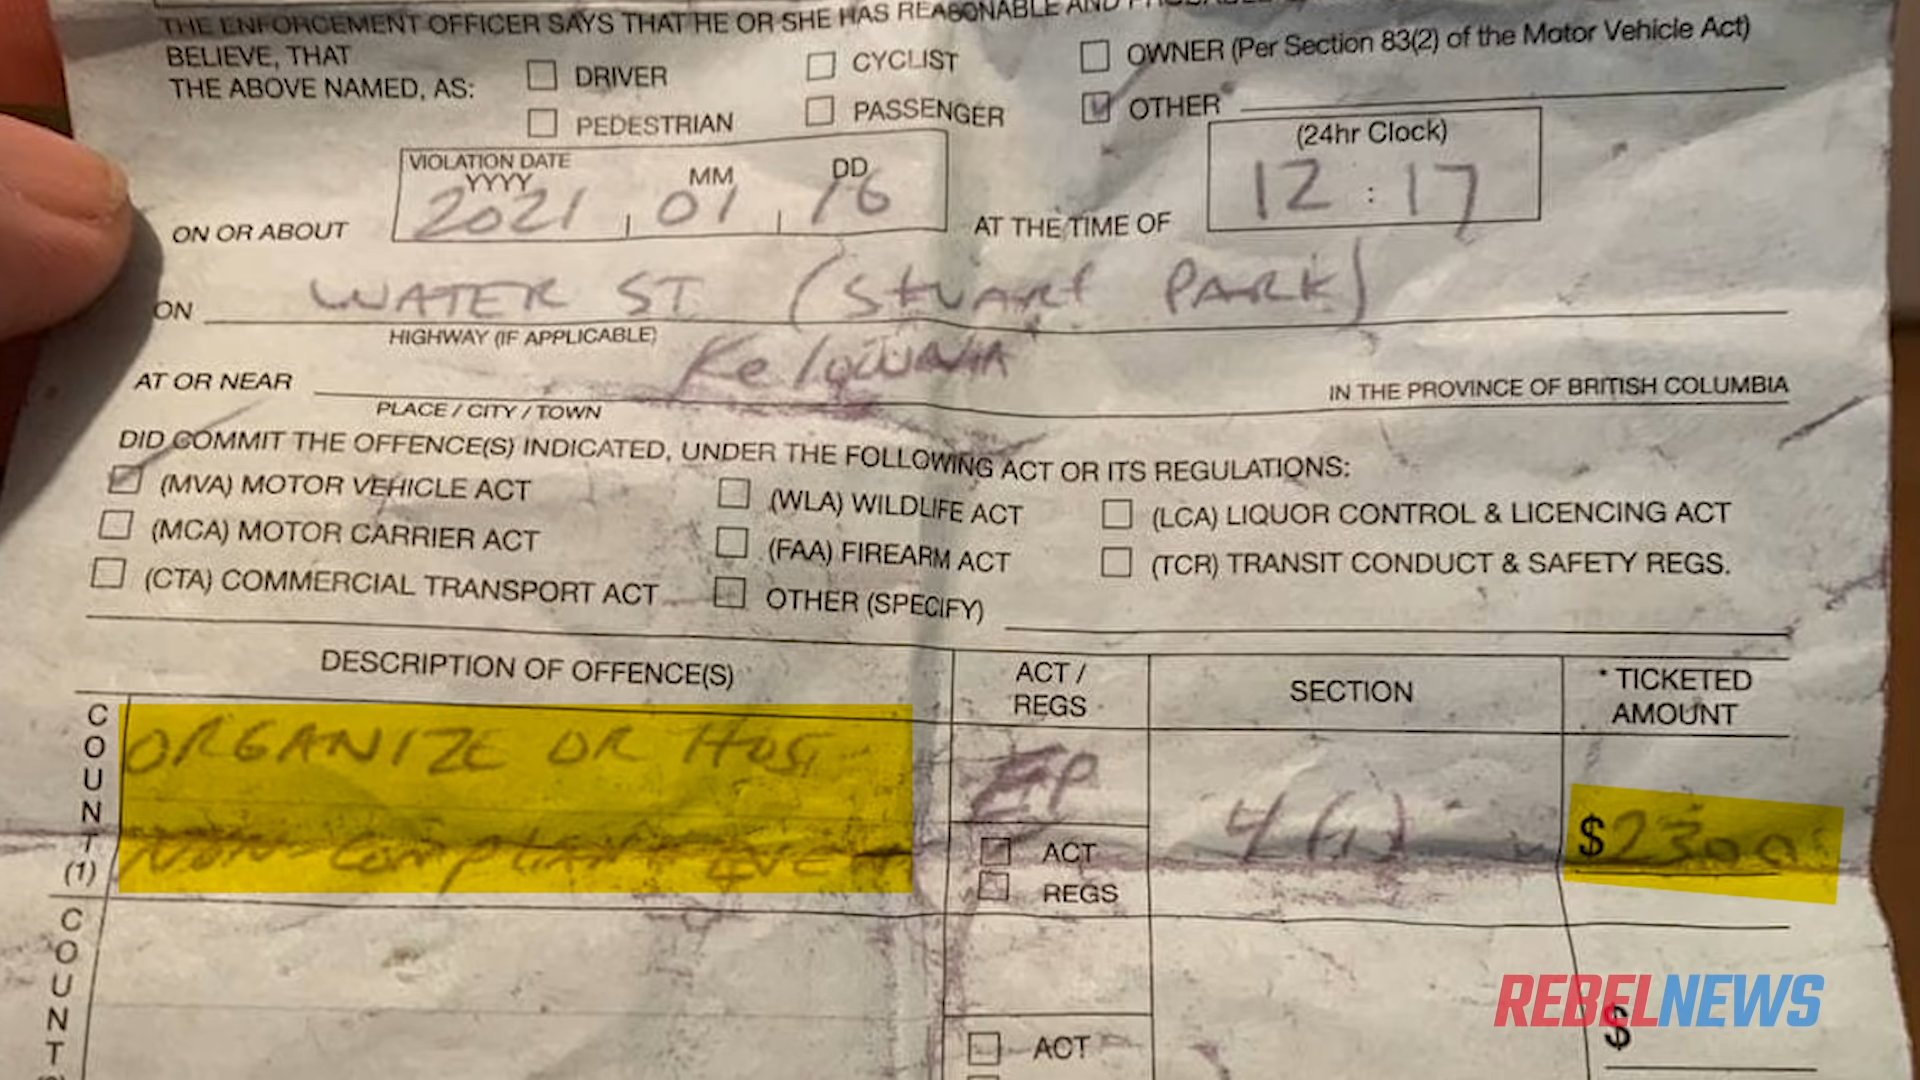 THE ENFORCEMENT OFFICER SAYS THAT HE OR SHE HAS REASONABLE AND
BELIEVE, THAT
THE ABOVE NAMED, AS:
DRIVER
CYCLIST
OWNER (Per Section 83(2) of the Motor Vehicle Act)
PEDESTRIAN
PASSENGER
OTHER
VIOLATION DATE
YYYY MM DD
(24hr Clock)
ON OR ABOUT 2021 01 16 AT THE TIME OF 12 : 17
ON WATER ST (STUART PARK)
HIGHWAY (IF APPLICABLE)
AT OR NEAR Kelowna IN THE PROVINCE OF BRITISH COLUMBIA
PLACE / CITY / TOWN
DID COMMIT THE OFFENCE(S) INDICATED, UNDER THE FOLLOWING ACT OR ITS REGULATIONS:
(MVA) MOTOR VEHICLE ACT
(WLA) WILDLIFE ACT
(LCA) LIQUOR CONTROL & LICENCING ACT
(MCA) MOTOR CARRIER ACT
(FAA) FIREARM ACT
(TCR) TRANSIT CONDUCT & SAFETY REGS.
(CTA) COMMERCIAL TRANSPORT ACT
OTHER (SPECIFY)
DESCRIPTION OF OFFENCE(S)
ACT / REGS
SECTION
* TICKETED AMOUNT
COUNT (1)
ORGANIZE OR HOST
NON-COMPLIANT EVENT
EP
ACT
REGS
4 (1)
$2300
COUNT
ACT
$
REBELNEWS